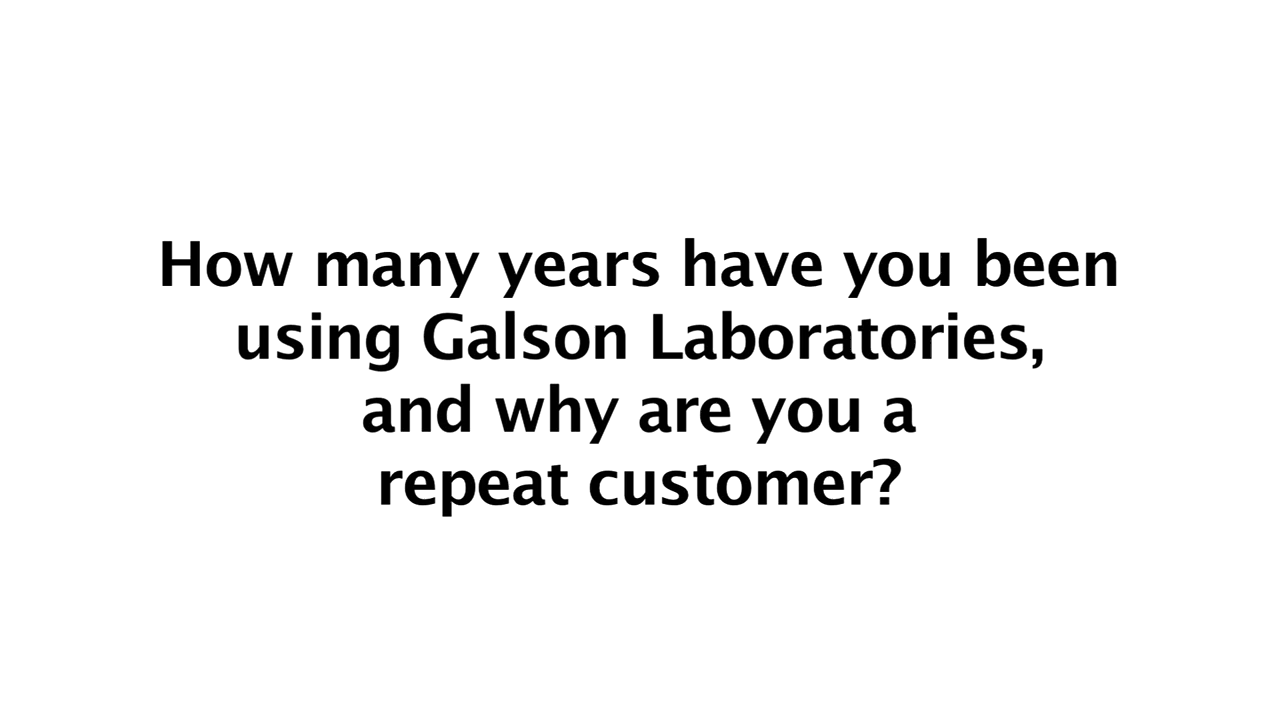 How many years have you been
using Galson Laboratories,
and why are you a
repeat customer?